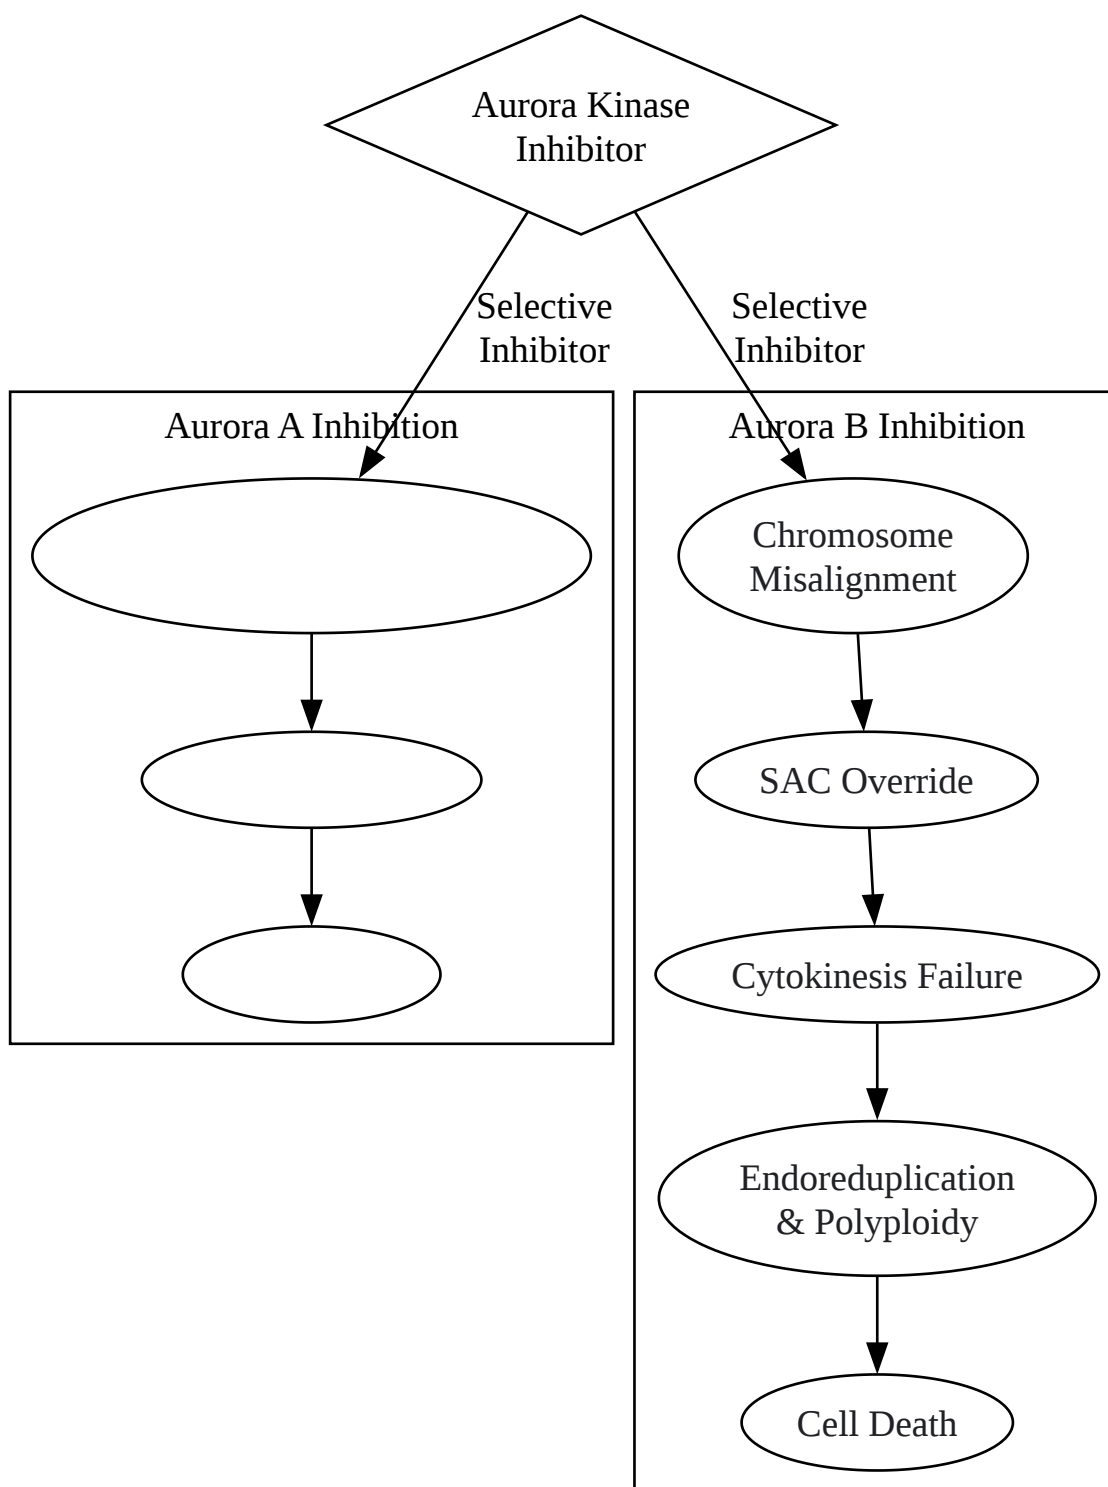 Aurora Kinase
Inhibitor
Selective
Inhibitor
Selective
Inhibitor
Aurora A Inhibition
Aurora B Inhibition
Chromosome
Misalignment
SAC Override
Cytokinesis Failure
Endoreduplication
& Polyploidy
Cell Death